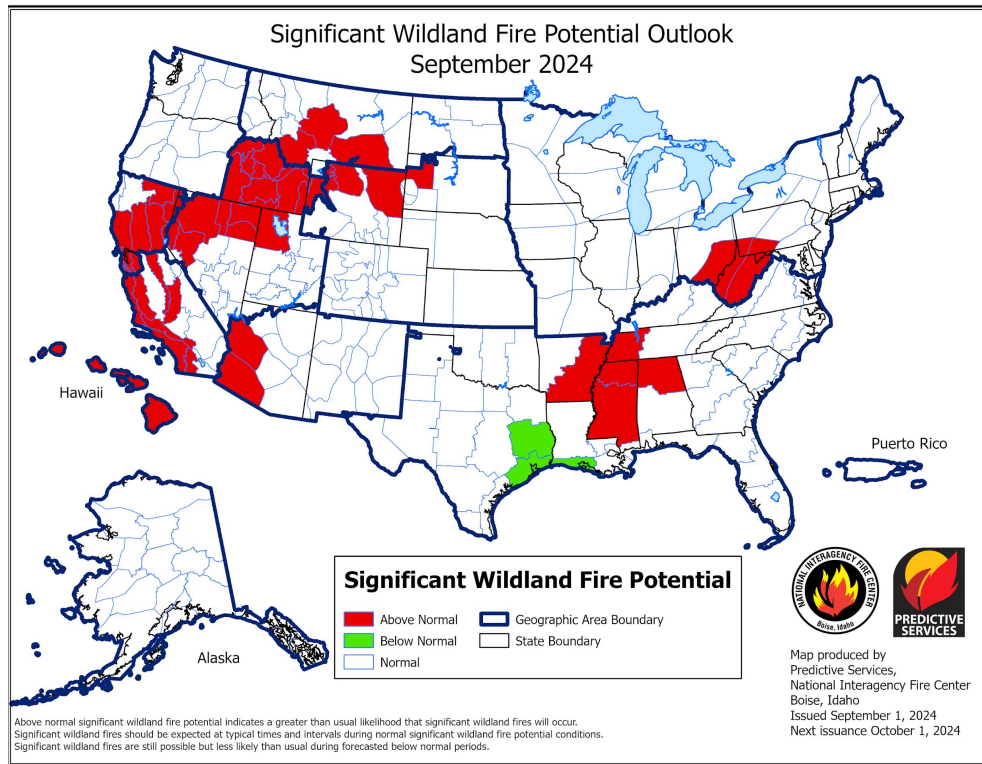 Significant Wildland Fire Potential Outlook
September 2024
Hawaii
Puerto Rico
Alaska
Significant Wildland Fire Potential
Above Normal
Geographic Area Boundary
Below Normal
State Boundary
Normal
NATIONAL INTERAGENCY FIRE CENTER
Boise, Idaho
PREDICTIVE
SERVICES
Map produced by
Predictive Services,
National Interagency Fire Center
Boise, Idaho
Issued September 1, 2024
Next issuance October 1, 2024
Above normal significant wildland fire potential indicates a greater than usual likelihood that significant wildland fires will occur.
Significant wildland fires should be expected at typical times and intervals during normal significant wildland fire potential conditions.
Significant wildland fires are still possible but less likely than usual during forecasted below normal periods.